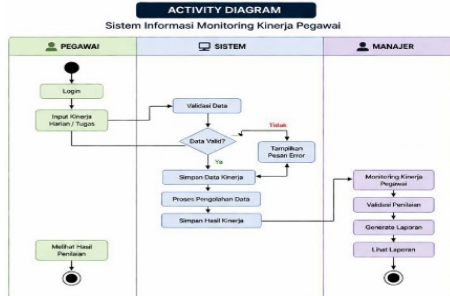 ACTIVITY DIAGRAM
Sistem Informasi Monitoring Kinerja Pegawai
PEGAWAI
SISTEM
MANAJER
Login
Input Kinerja
Harian / Tugas
Validasi Data
Data Valid?
Tidak
Tampilkan
Pesan Error
Ya
Simpan Data Kinerja
Proses Pengolahan Data
Simpan Hasil Kinerja
Monitoring Kinerja
Pegawai
Validasi Penilaian
Generate Laporan
Lihat Laporan
Melihat Hasil
Penilaian